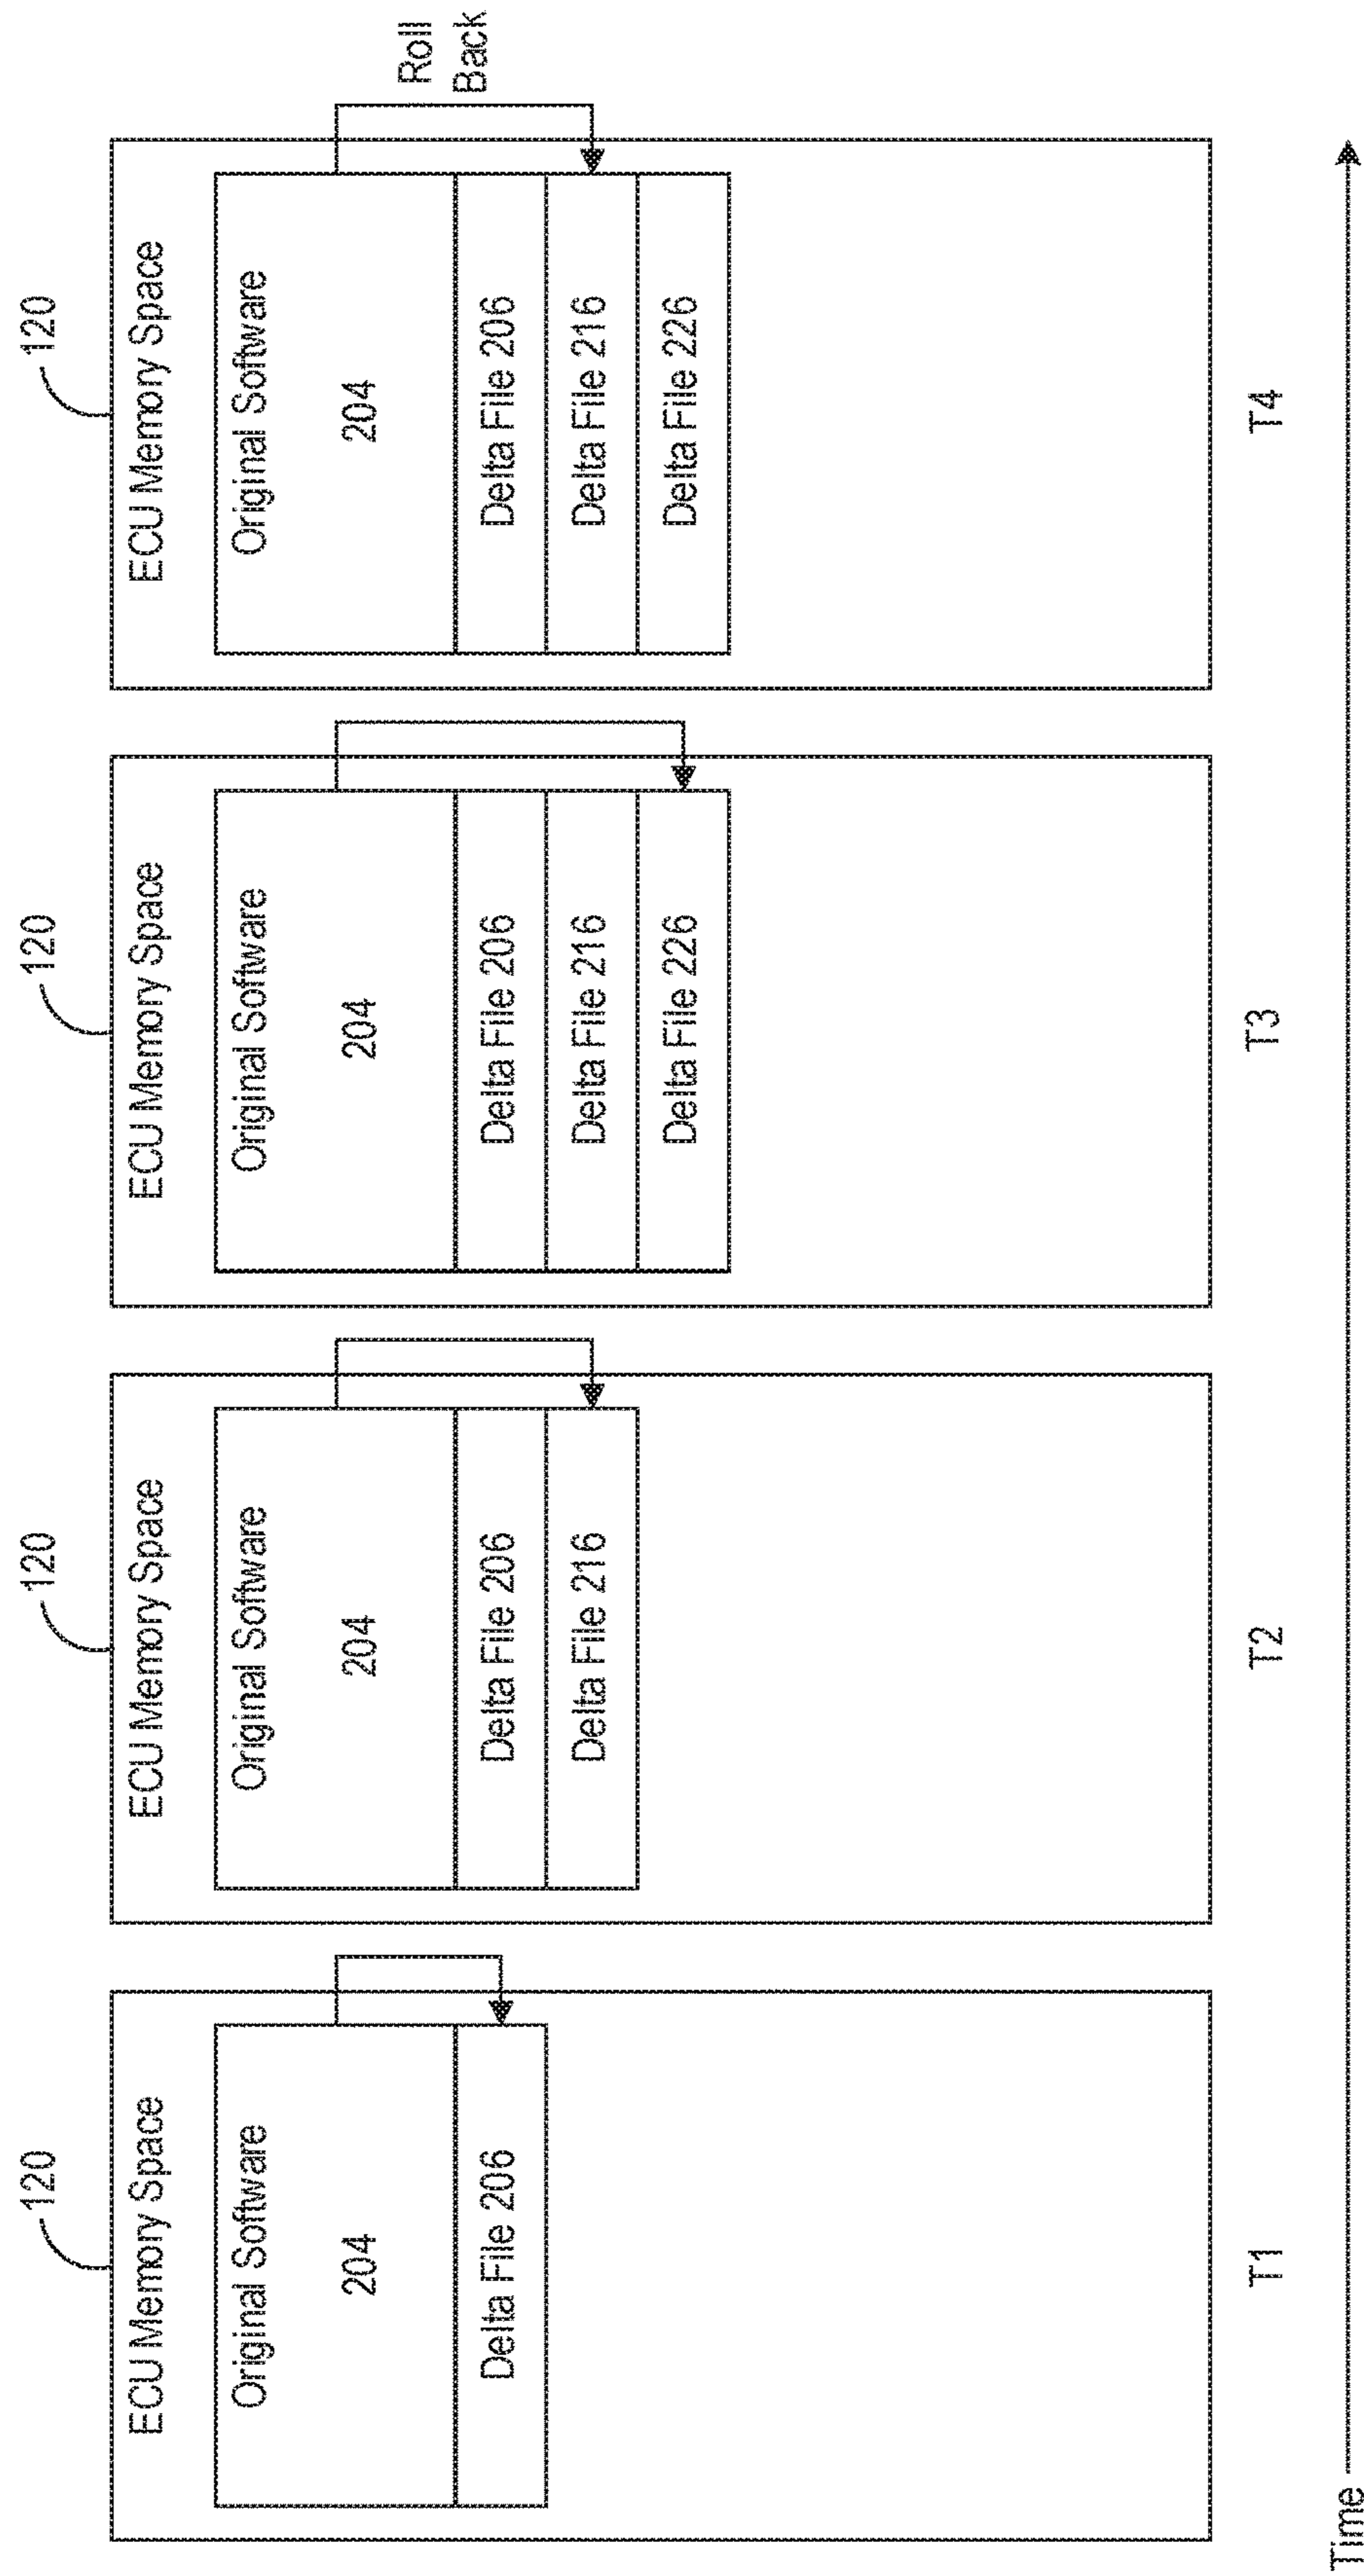 120
ECU Memory Space
Original Software
204
Delta File 206
T1
120
ECU Memory Space
Original Software
204
Delta File 206
Delta File 216
T2
120
ECU Memory Space
Original Software
204
Delta File 206
Delta File 216
Delta File 226
T3
120
ECU Memory Space
Original Software
204
Delta File 206
Delta File 216
Delta File 226
T4
Roll
Back
Time